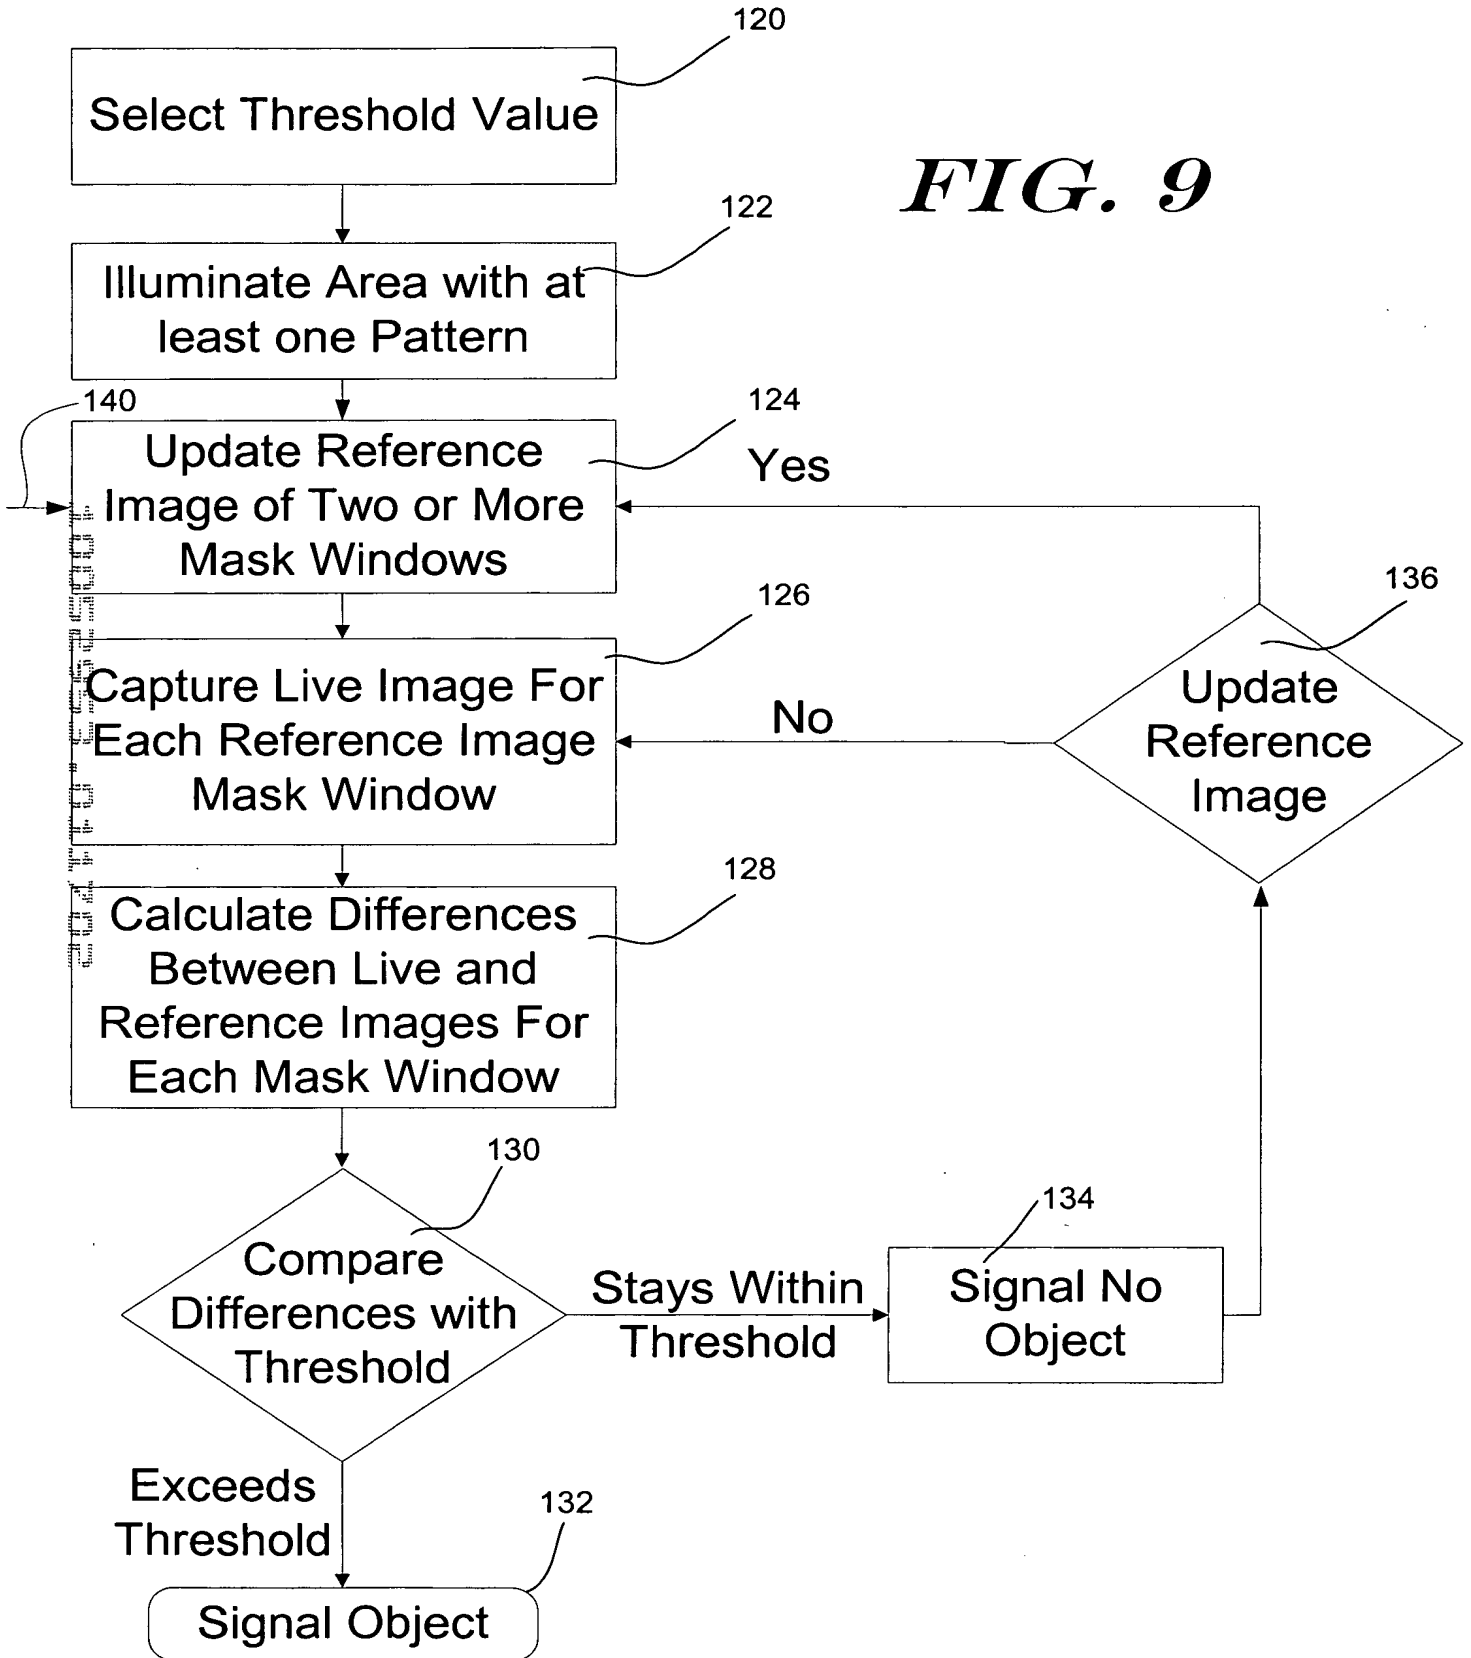 120
Select Threshold Value
FIG. 9
122
Illuminate Area with at
least one Pattern
140
124
Update Reference
Image of Two or More
Mask Windows
Yes
136
126
Capture Live Image For
Each Reference Image
Mask Window
No
Update
Reference
Image
128
Calculate Differences
Between Live and
Reference Images For
Each Mask Window
130
Compare
Differences with
Threshold
Stays Within
Threshold
134
Signal No
Object
Exceeds
Threshold
132
Signal Object